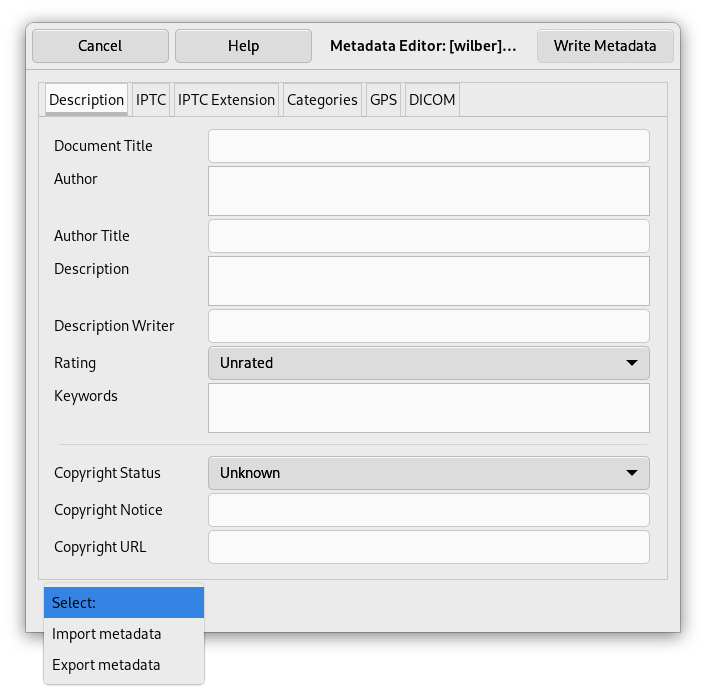 Cancel Help Metadata Editor: [wilber]... Write Metadata
Description IPTC IPTC Extension Categories GPS DICOM
Document Title
Author
Author Title
Description
Description Writer
Rating Unrated
Keywords
Copyright Status Unknown
Copyright Notice
Copyright URL
Select:
Import metadata
Export metadata